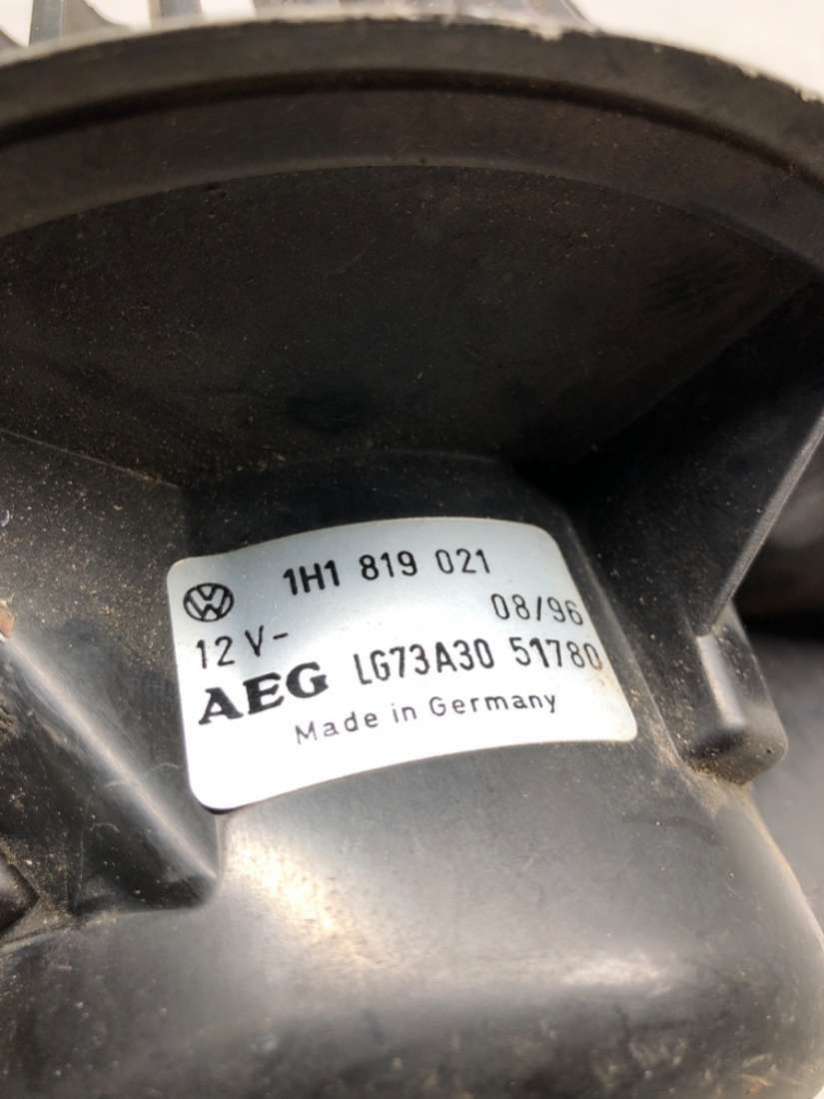 1H1 819 021
08/96
12 V-
AEG LG73A30 51780
Made in Germany